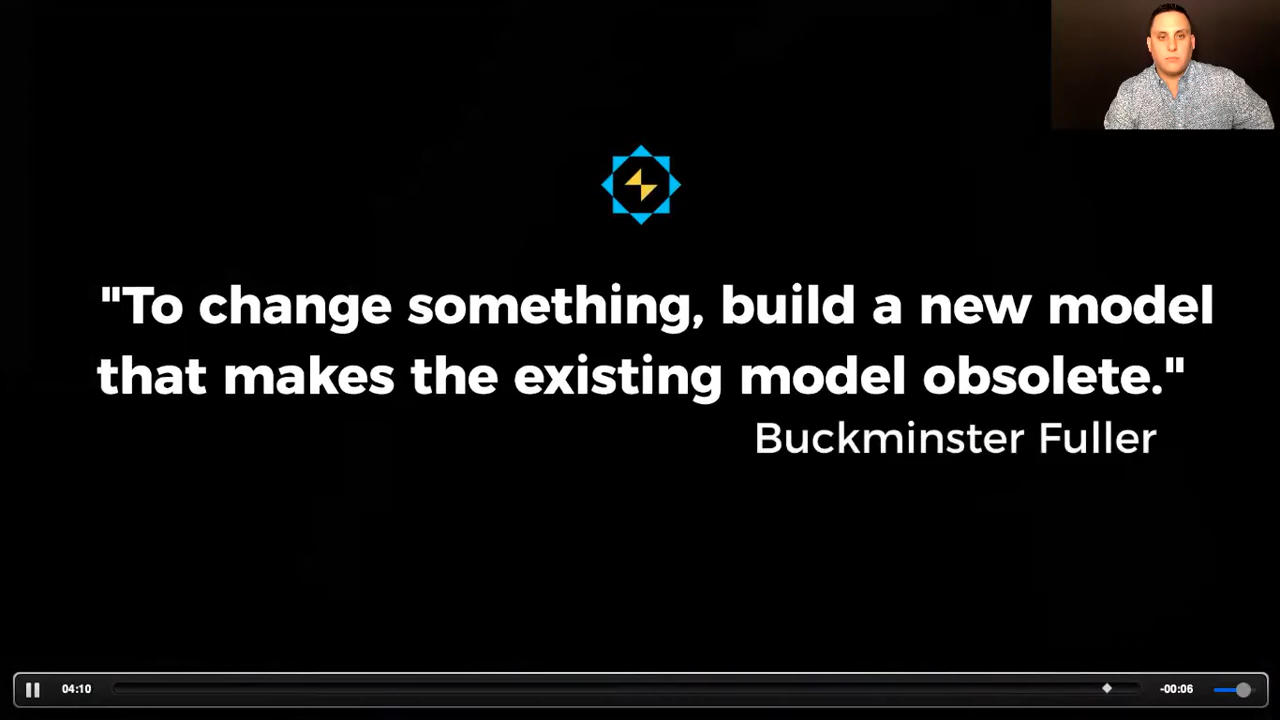 "To change something, build a new model
that makes the existing model obsolete."
Buckminster Fuller
04:10
-00:06